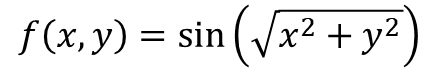 f(x, y) = sin(√(x² + y²))